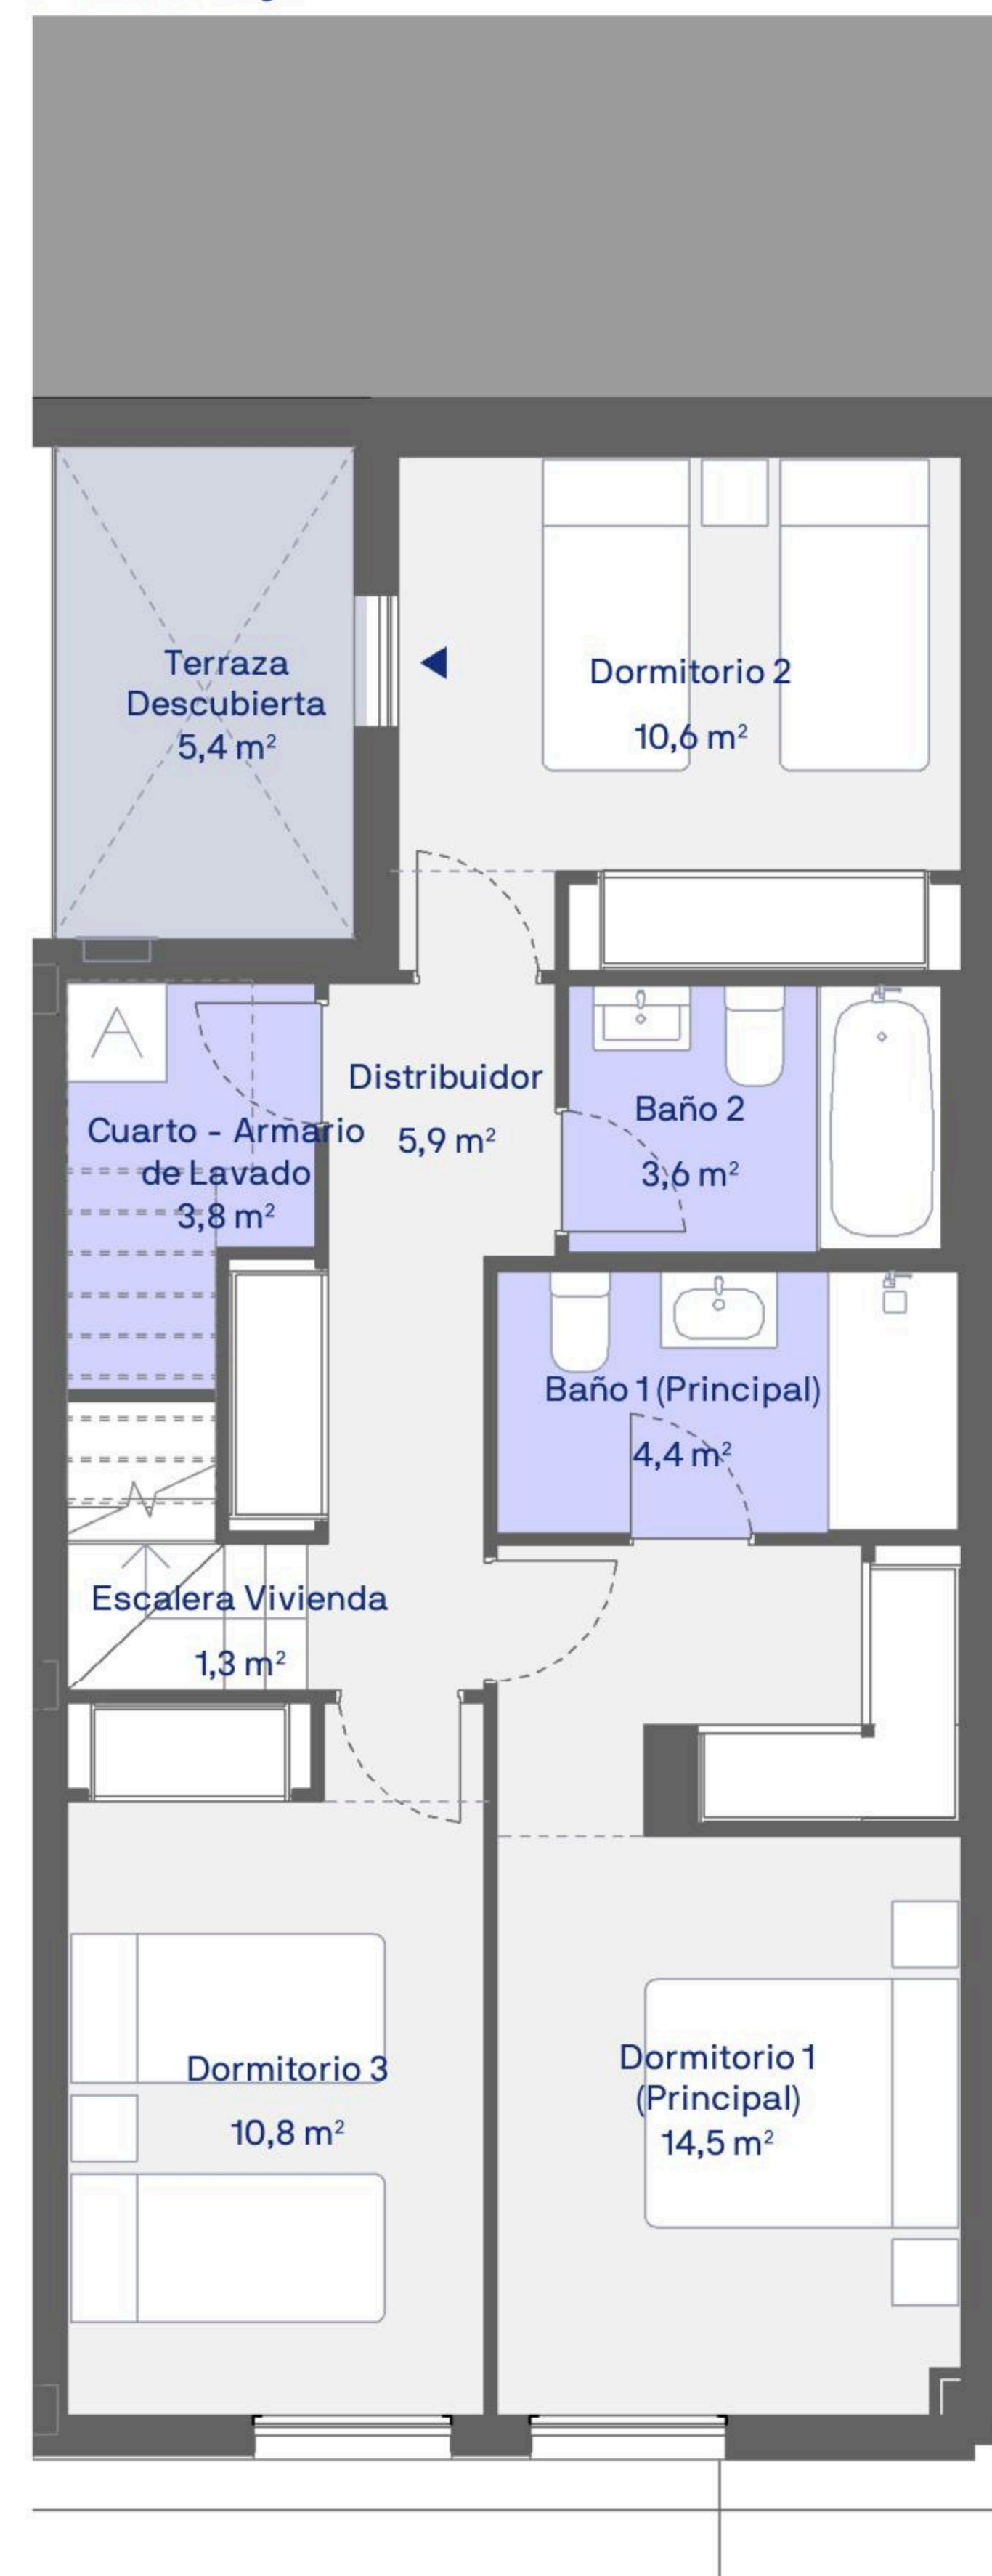 Terraza
Descubierta
5,4 m²
Dormitorio 2
10,6 m²
A
Distribuidor
5,9 m²
Cuarto - Armario
de Lavado
3,8 m²
Baño 2
3,6 m²
Baño 1 (Principal)
4,4 m²
Escalera Vivienda
1,3 m²
Dormitorio 3
10,8 m²
Dormitorio 1
(Principal)
14,5 m²